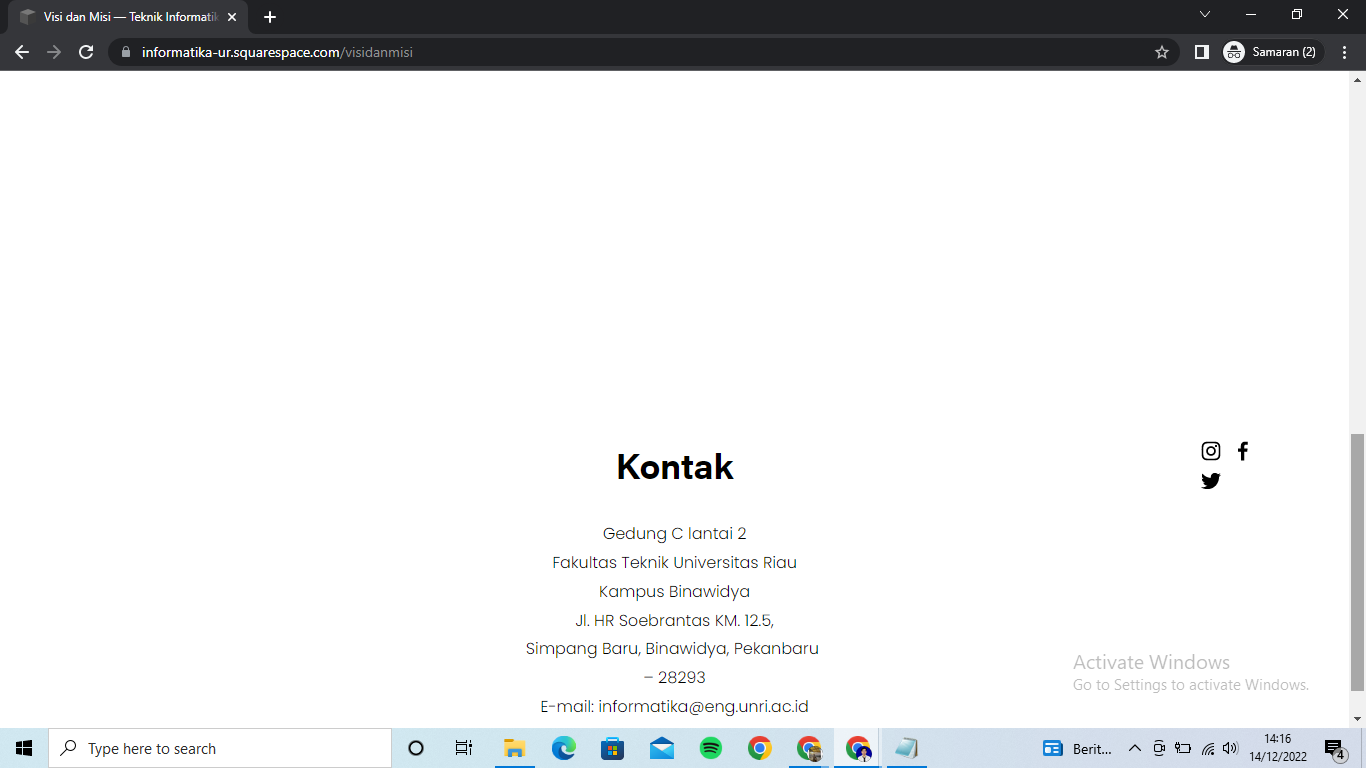 Visi dan Misi — Teknik Informatik
informatika-ur.squarespace.com/visidanmisi
Samaran (2)
Kontak
Gedung C lantai 2
Fakultas Teknik Universitas Riau
Kampus Binawidya
Jl. HR Soebrantas KM. 12.5,
Simpang Baru, Binawidya, Pekanbaru
– 28293
E-mail: informatika@eng.unri.ac.id
Activate Windows
Go to Settings to activate Windows.
Type here to search
Berit...
14:16
14/12/2022
4